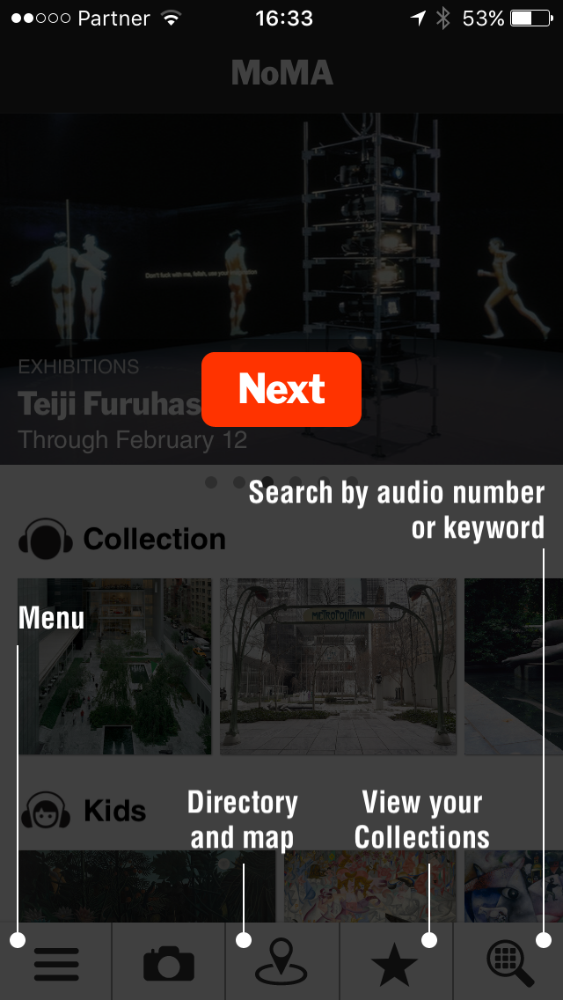 Partner 16:33 53%
MoMA
Don't fuck with me, fellah, use your
EXHIBITIONS
Teiji Furuhas
Next
Through February 12
Search by audio number
or keyword
Collection
Menu
METROPOLITAIN
Kids
Directory
and map
View your
Collections